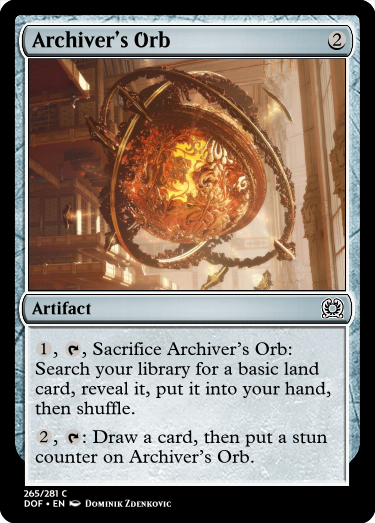 Archiver's Orb 2
Artifact
1, , Sacrifice Archiver's Orb:
Search your library for a basic land
card, reveal it, put it into your hand,
then shuffle.
2, : Draw a card, then put a stun
counter on Archiver's Orb.
265/281 C
DOF • EN Dominik Zdenkovic